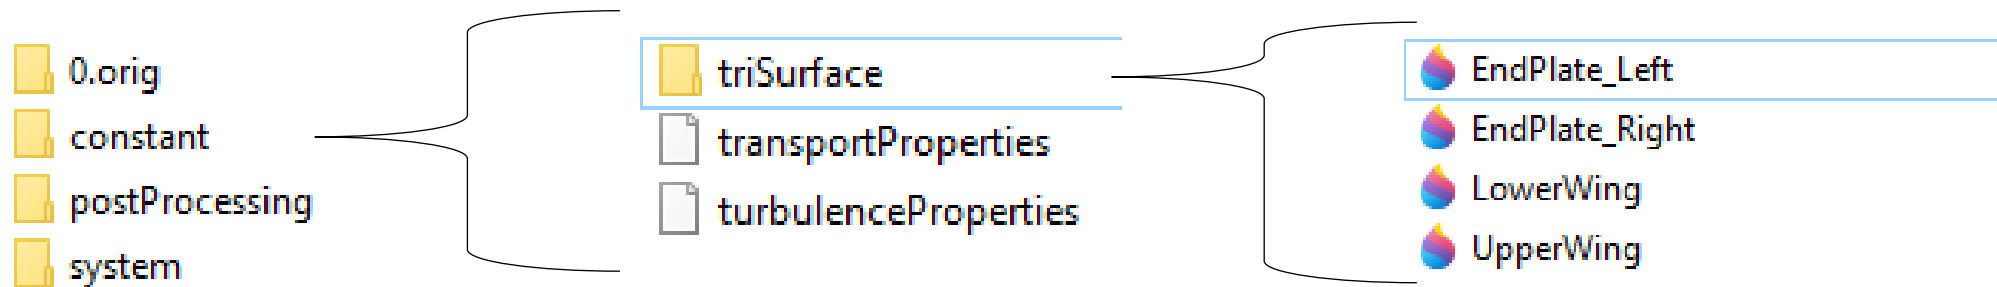 0.orig
constant
postProcessing
system
triSurface
transportProperties
turbulenceProperties
EndPlate_Left
EndPlate_Right
LowerWing
UpperWing